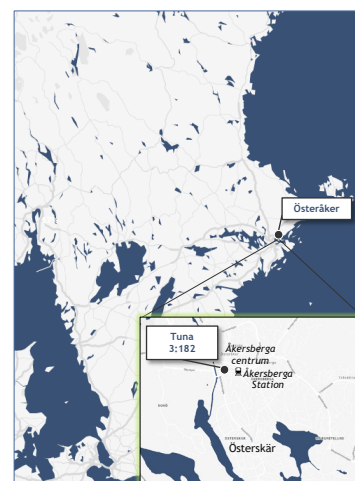 Österåker
Tuna
3:182
Åkersberga
centrum
Åkersberga
Station
Österskär